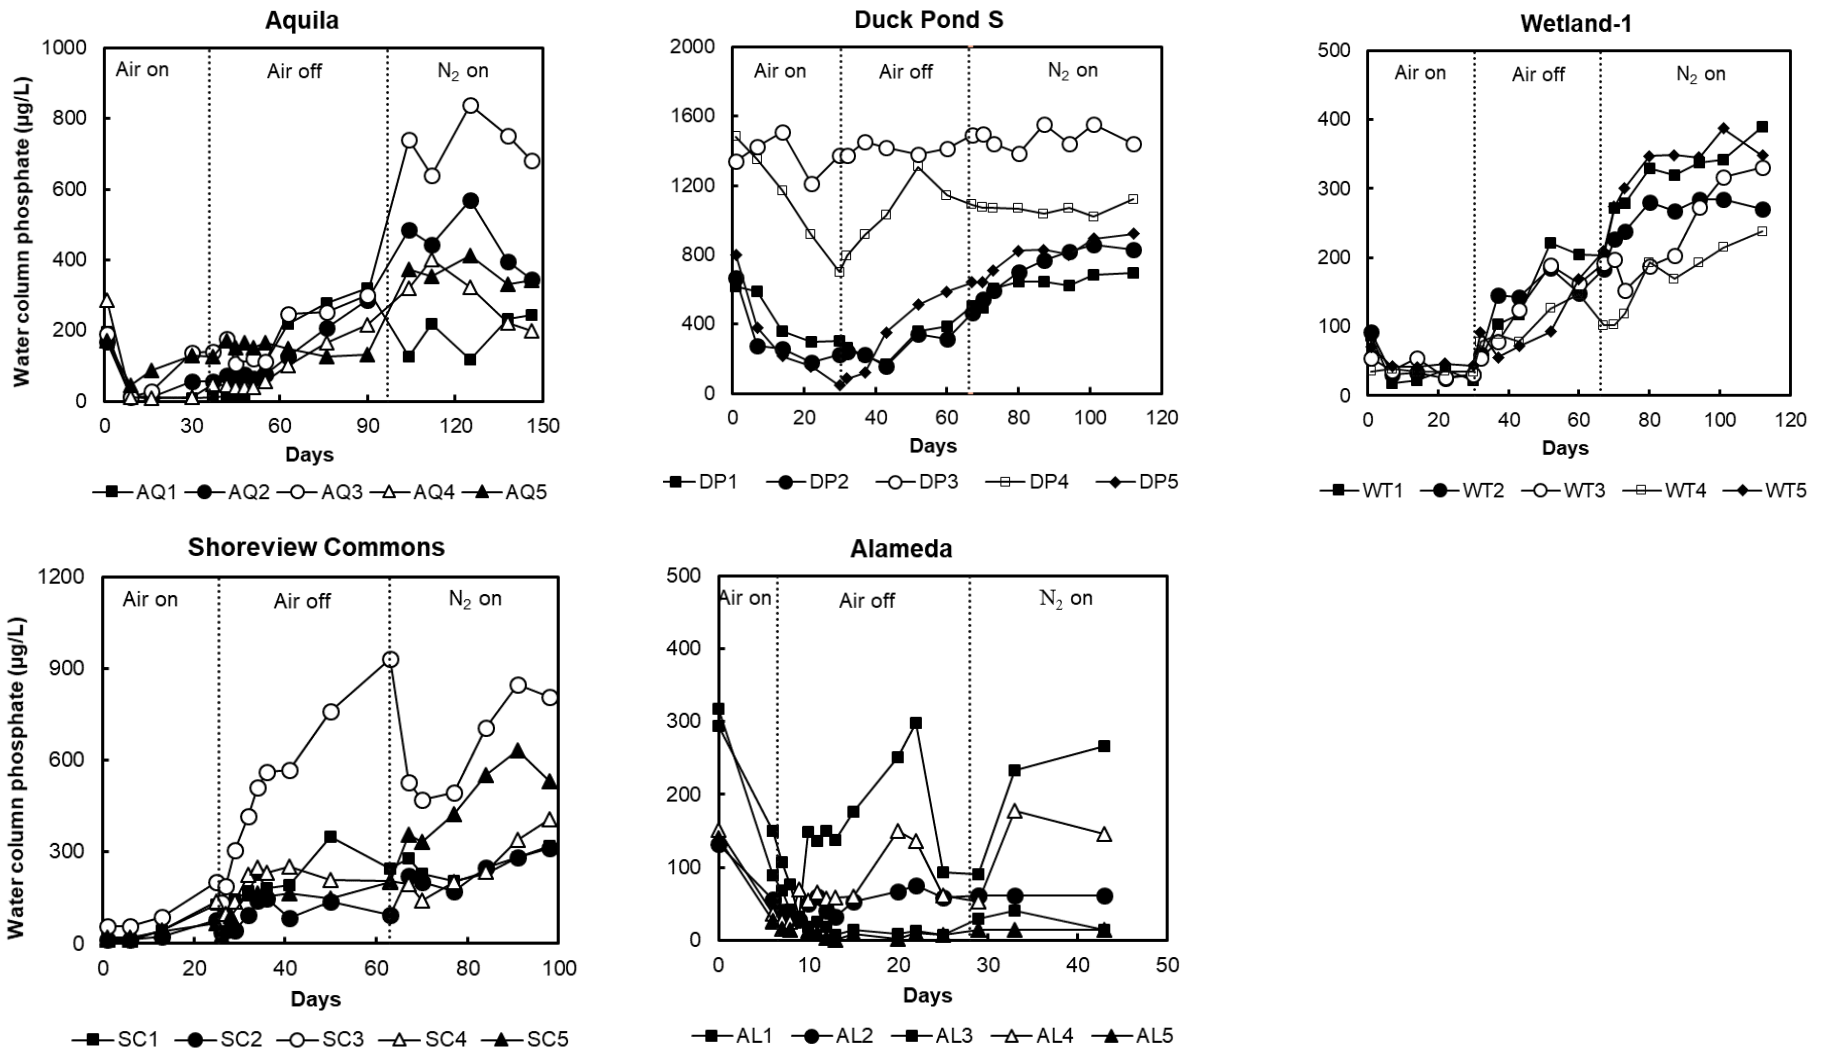 Aquila
Water column phosphate (µg/L)
1000
800
600
400
200
0
Air on
Air off
N2 on
0 30 60 90 120 150
Days
AQ1 AQ2 AQ3 AQ4 AQ5
Duck Pond S
2000
1600
1200
800
400
0
Air on
Air off
N2 on
0 20 40 60 80 100 120
Days
DP1 DP2 DP3 DP4 DP5
Wetland-1
500
400
300
200
100
0
Air on
Air off
N2 on
0 20 40 60 80 100 120
Days
WT1 WT2 WT3 WT4 WT5
Shoreview Commons
Water column phosphate (µg/L)
1200
900
600
300
0
Air on
Air off
N2 on
0 20 40 60 80 100
Days
SC1 SC2 SC3 SC4 SC5
Alameda
500
400
300
200
100
0
Air on
Air off
N2 on
0 10 20 30 40 50
Days
AL1 AL2 AL3 AL4 AL5